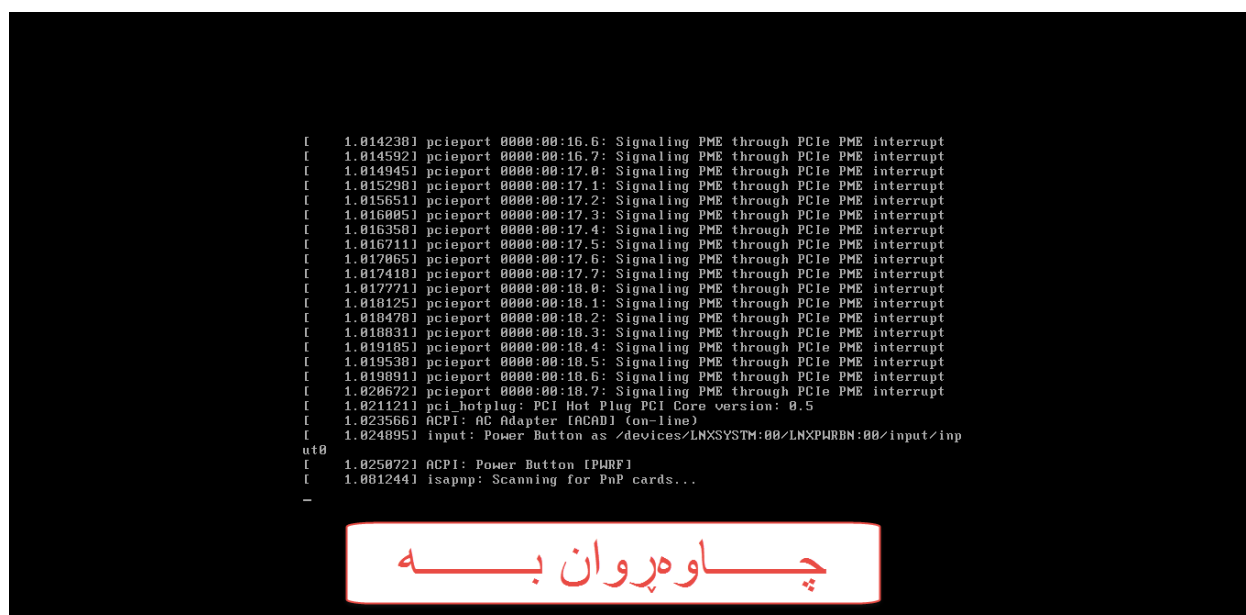 [    1.014238] pcieport 0000:00:16.6: Signaling PME through PCIe PME interrupt
[    1.014592] pcieport 0000:00:16.7: Signaling PME through PCIe PME interrupt
[    1.014945] pcieport 0000:00:17.0: Signaling PME through PCIe PME interrupt
[    1.015298] pcieport 0000:00:17.1: Signaling PME through PCIe PME interrupt
[    1.015651] pcieport 0000:00:17.2: Signaling PME through PCIe PME interrupt
[    1.016005] pcieport 0000:00:17.3: Signaling PME through PCIe PME interrupt
[    1.016358] pcieport 0000:00:17.4: Signaling PME through PCIe PME interrupt
[    1.016711] pcieport 0000:00:17.5: Signaling PME through PCIe PME interrupt
[    1.017065] pcieport 0000:00:17.6: Signaling PME through PCIe PME interrupt
[    1.017418] pcieport 0000:00:17.7: Signaling PME through PCIe PME interrupt
[    1.017771] pcieport 0000:00:18.0: Signaling PME through PCIe PME interrupt
[    1.018125] pcieport 0000:00:18.1: Signaling PME through PCIe PME interrupt
[    1.018478] pcieport 0000:00:18.2: Signaling PME through PCIe PME interrupt
[    1.018831] pcieport 0000:00:18.3: Signaling PME through PCIe PME interrupt
[    1.019185] pcieport 0000:00:18.4: Signaling PME through PCIe PME interrupt
[    1.019538] pcieport 0000:00:18.5: Signaling PME through PCIe PME interrupt
[    1.019891] pcieport 0000:00:18.6: Signaling PME through PCIe PME interrupt
[    1.020672] pcieport 0000:00:18.7: Signaling PME through PCIe PME interrupt
[    1.021121] pci_hotplug: PCI Hot Plug PCI Core version: 0.5
[    1.023566] ACPI: AC Adapter [ACAD] (on-line)
[    1.024895] input: Power Button as /devices/LNXSYSTM:00/LNXPWRBN:00/input/inp
ut0
[    1.025072] ACPI: Power Button [PWRF]
[    1.081244] isapnp: Scanning for PnP cards...
_
چـــــاوەڕوان بـــــە